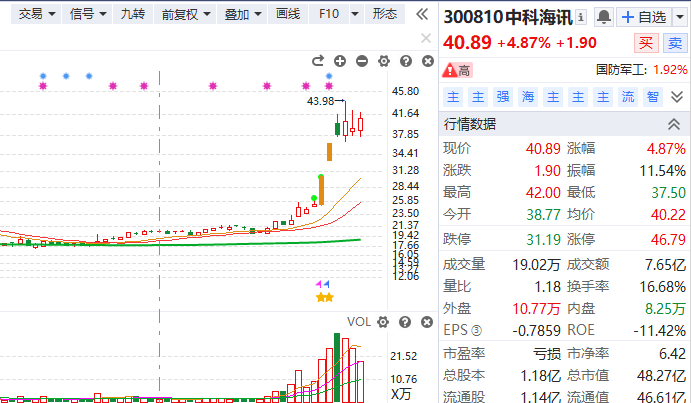 交易 信号 九转 前复权 叠加 画线 F10 形态
300810 中科海讯 自选
40.89 +4.87% +1.90 买 卖
高 国防军工: 1.92%
主 主 强 海 主 主 主 流 智
行情数据
现价 40.89 涨幅 4.87%
涨跌 1.90 振幅 11.54%
最高 42.00 最低 37.50
今开 38.77 均价 40.22
跌停 31.19 涨停 46.79
成交量 19.02万 成交额 7.65亿
量比 1.18 换手率 16.68%
外盘 10.77万 内盘 8.25万
EPS③ -0.7859 ROE -11.42%
市盈率 亏损 市净率 6.42
总股本 1.18亿 总市值 48.27亿
流通股 1.14亿 流通值 46.61亿
43.98
45.80
41.64
37.85
34.41
31.28
28.44
25.85
23.50
21.37
19.42
17.66
16.05
14.59
13.27
12.06
VOL
21.52
10.76
X万